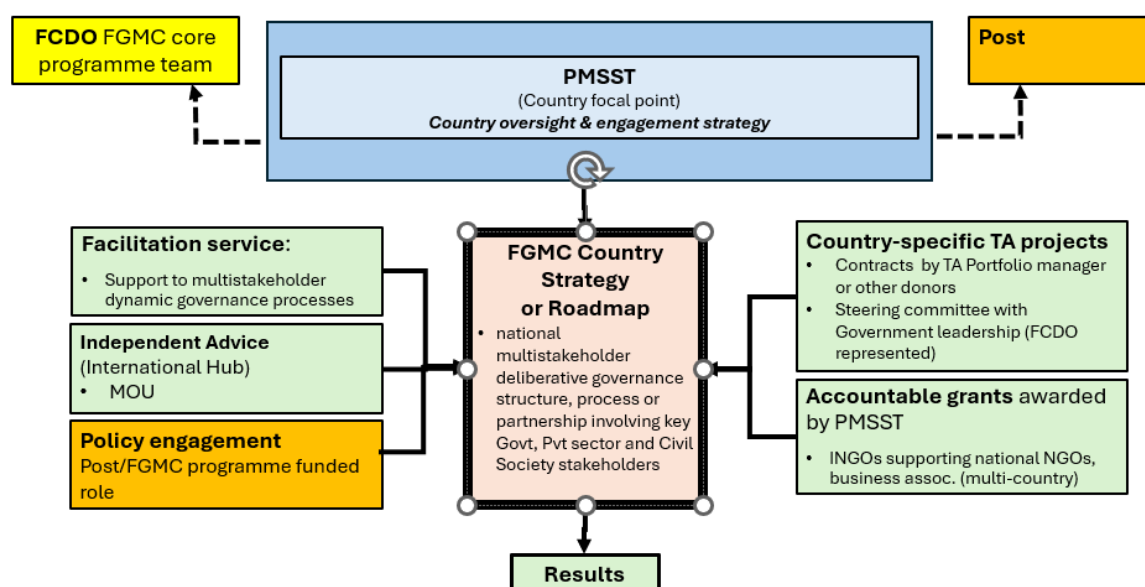 FCDO FGMC core
programme team
PMSST
(Country focal point)
Country oversight & engagement strategy
Post
Facilitation service:
• Support to multistakeholder
dynamic governance processes
Independent Advice
(International Hub)
• MOU
Policy engagement
Post/FGMC programme funded
role
FGMC Country
Strategy
or Roadmap
• national
multistakeholder
deliberative governance
structure, process or
partnership involving key
Govt, Pvt sector and Civil
Society stakeholders
Country-specific TA projects
• Contracts by TA Portfolio manager
or other donors
• Steering committee with
Government leadership (FCDO
represented)
Accountable grants awarded
by PMSST
• INGOs supporting national NGOs,
business assoc. (multi-country)
Results